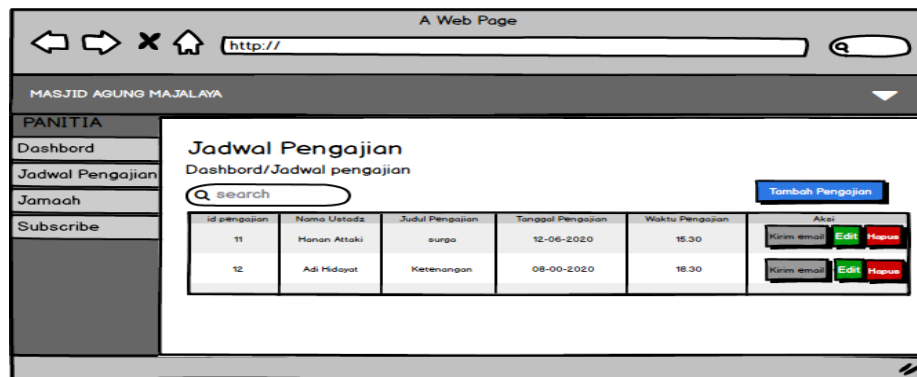 A Web Page
http://
MASJID AGUNG MAJALAYA
PANITIA
Dashbord
Jadwal Pengajian
Jamaah
Subscribe
Jadwal Pengajian
Dashbord/Jadwal pengajian
search
Tambah Pengajian
id pengajian Nama Ustadz Judul Pengajian Tanggal Pengajian Waktu Pengajian Aksi
11 Hanan Attaki surga 12-06-2020 15.30 Kirim email Edit Hapus
12 Adi Hidayat Ketenangan 08-00-2020 18.30 Kirim email Edit Hapus